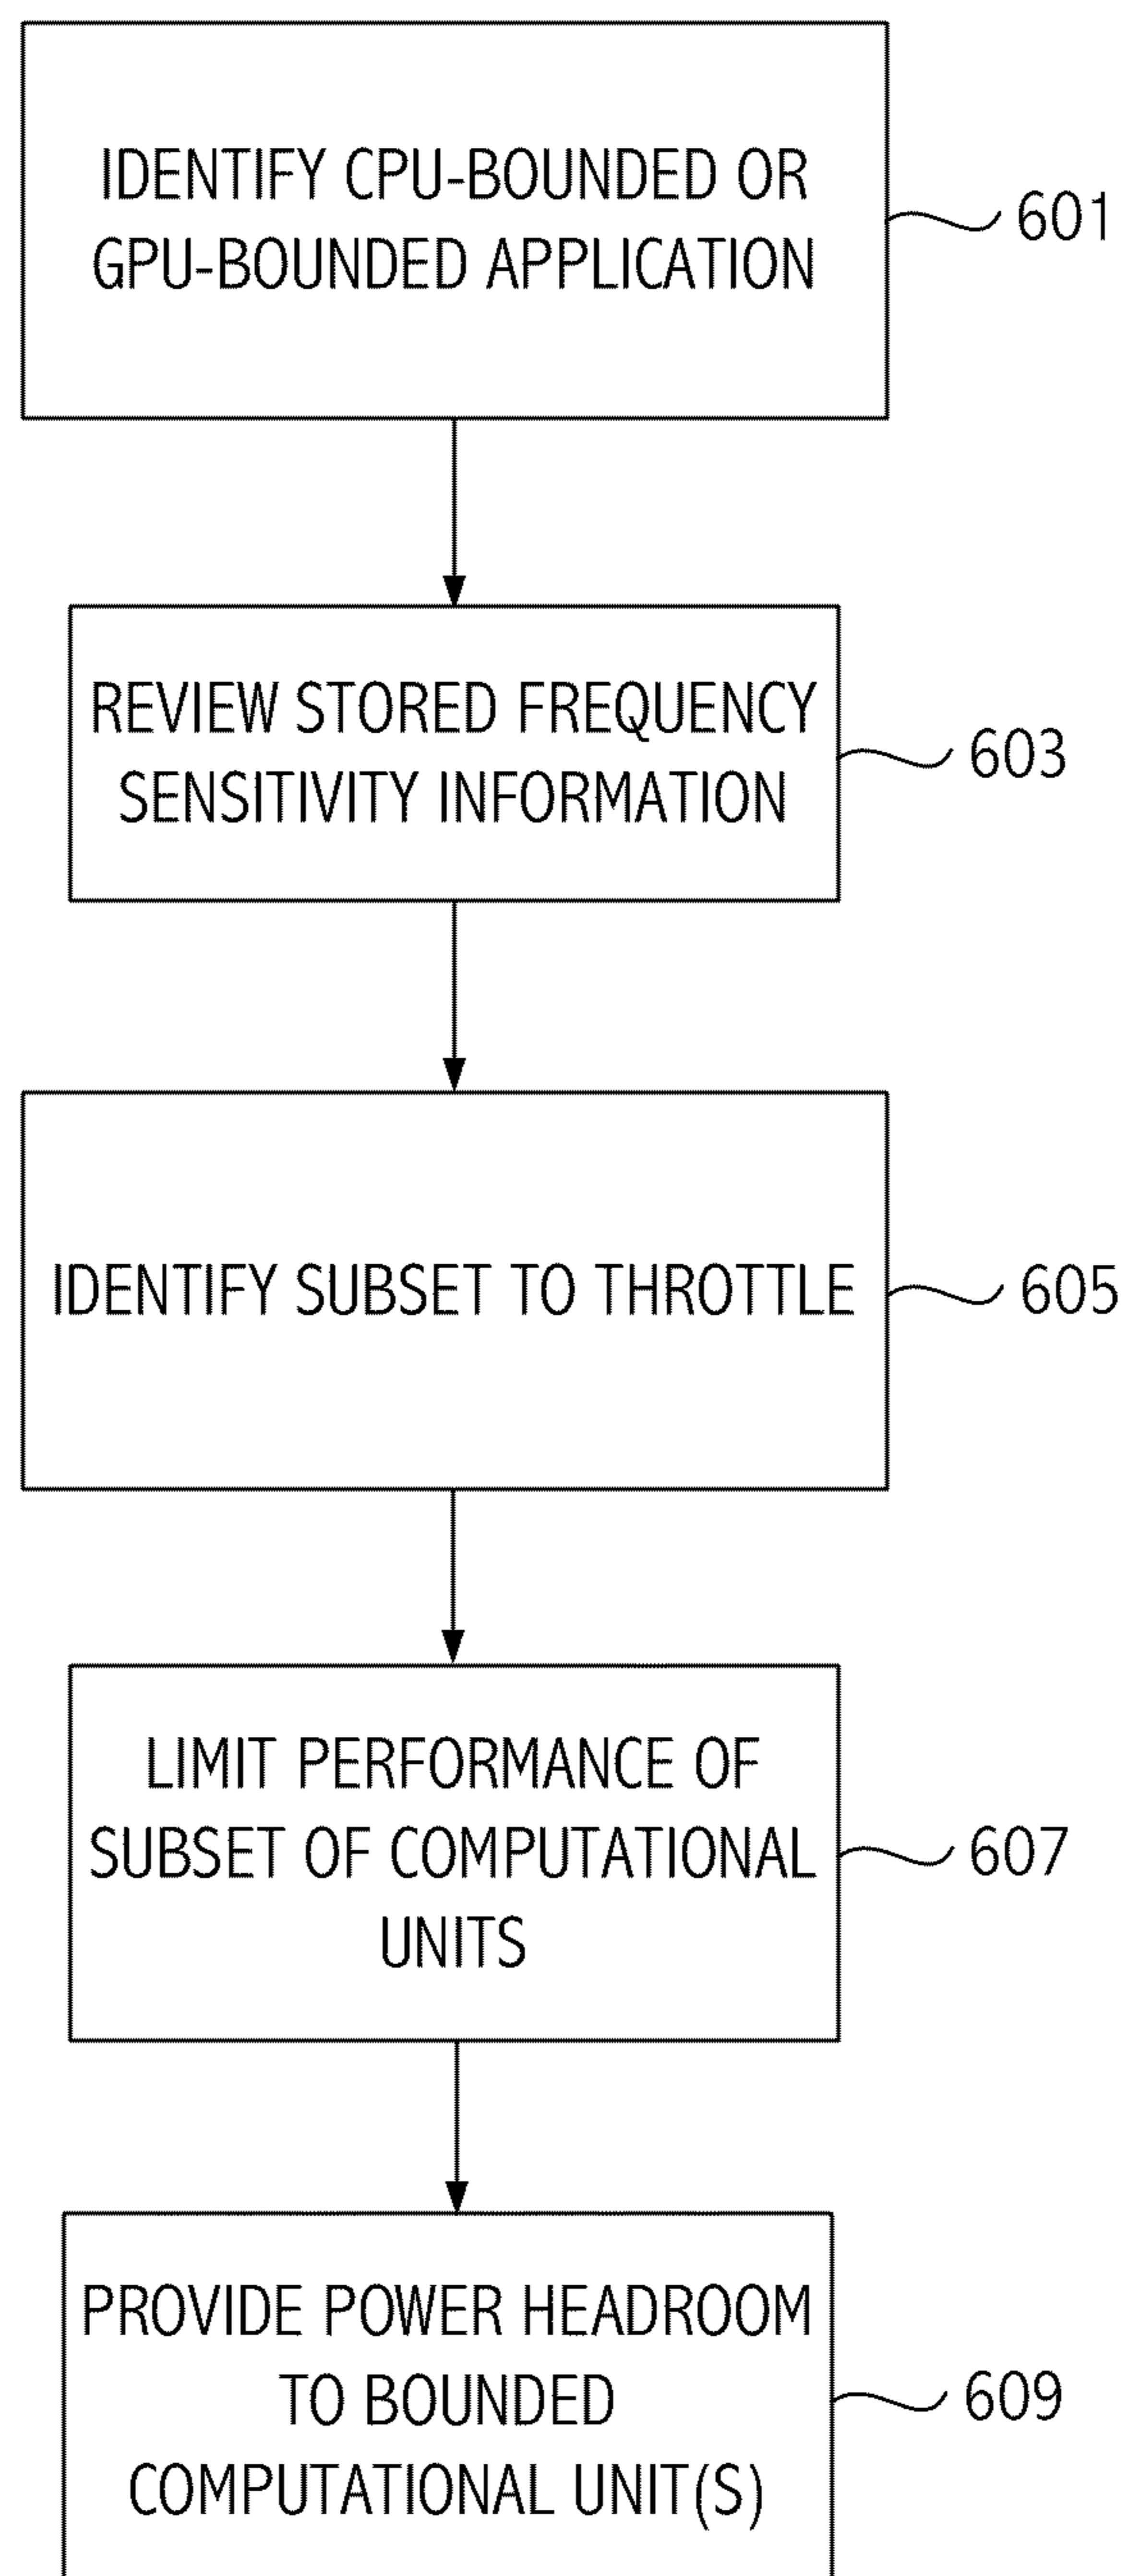 IDENTIFY CPU-BOUNDED OR
GPU-BOUNDED APPLICATION
601
REVIEW STORED FREQUENCY
SENSITIVITY INFORMATION
603
IDENTIFY SUBSET TO THROTTLE
605
LIMIT PERFORMANCE OF
SUBSET OF COMPUTATIONAL
UNITS
607
PROVIDE POWER HEADROOM
TO BOUNDED
COMPUTATIONAL UNIT(S)
609